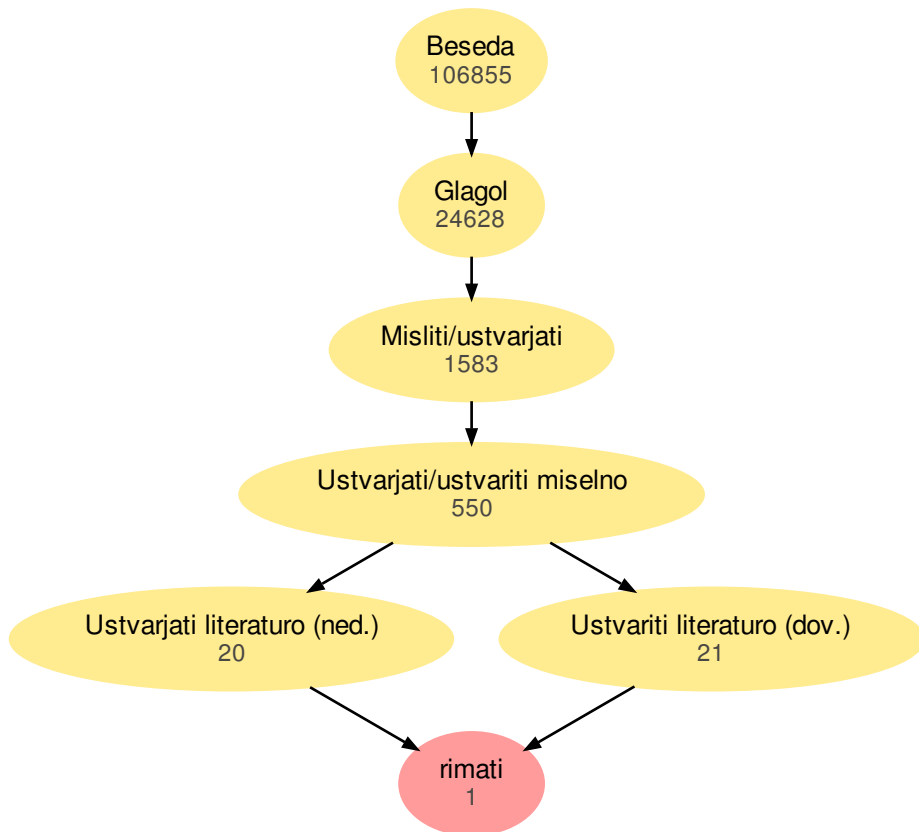 Beseda
106855
Glagol
24628
Misliti/ustvarjati
1583
Ustvarjati/ustvariti miselno
550
Ustvarjati literaturo (ned.)
20
Ustvariti literaturo (dov.)
21
rimati
1